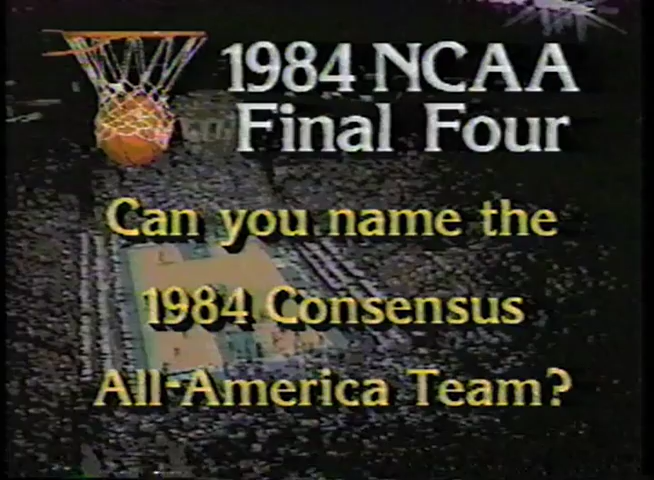 1984 NCAA
Final Four
Can you name the
1984 Consensus
All-America Team?